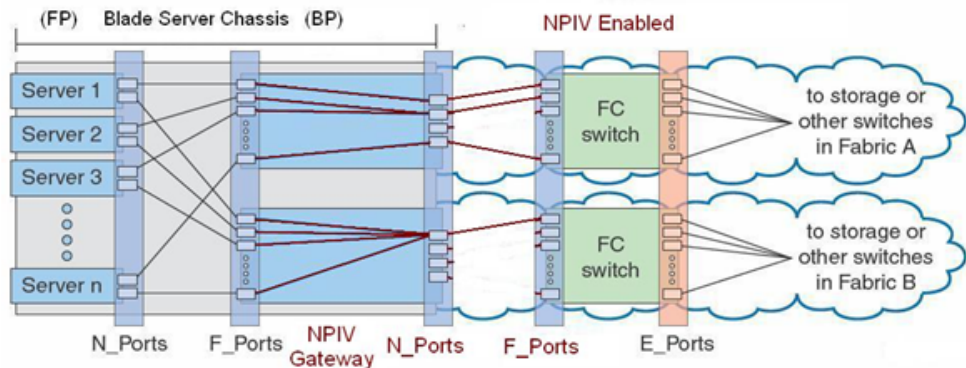 (FP) Blade Server Chassis (BP)
NPIV Enabled
Server 1
Server 2
Server 3
Server n
FC
switch
to storage or
other switches
in Fabric A
FC
switch
to storage or
other switches
in Fabric B
N_Ports
F_Ports
NPIV
Gateway
N_Ports
F_Ports
E_Ports